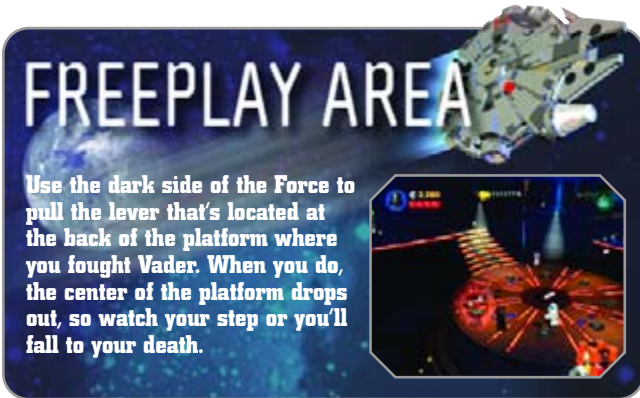 FREEPLAY AREA
Use the dark side of the Force to
pull the lever that's located at
the back of the platform where
you fought Vader. When you do,
the center of the platform drops
out, so watch your step or you'll
fall to your death.